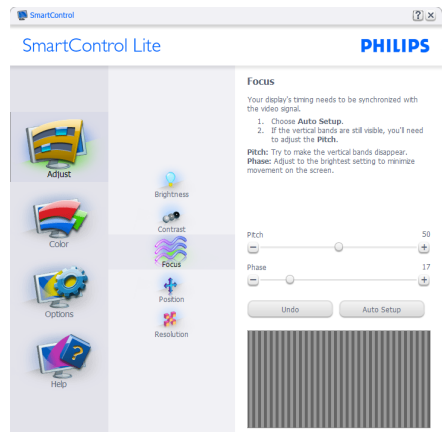 SmartControl
SmartControl Lite
PHILIPS
Adjust
Color
Options
Help
Brightness
Contrast
Focus
Position
Resolution
Focus
Your display's timing needs to be synchronized with
the video signal.
1. Choose Auto Setup.
2. If the vertical bands are still visible, you'll need
to adjust the Pitch.
Pitch: Try to make the vertical bands disappear.
Phase: Adjust to the brightest setting to minimize
movement on the screen.
Pitch 50
Phase 17
Undo Auto Setup